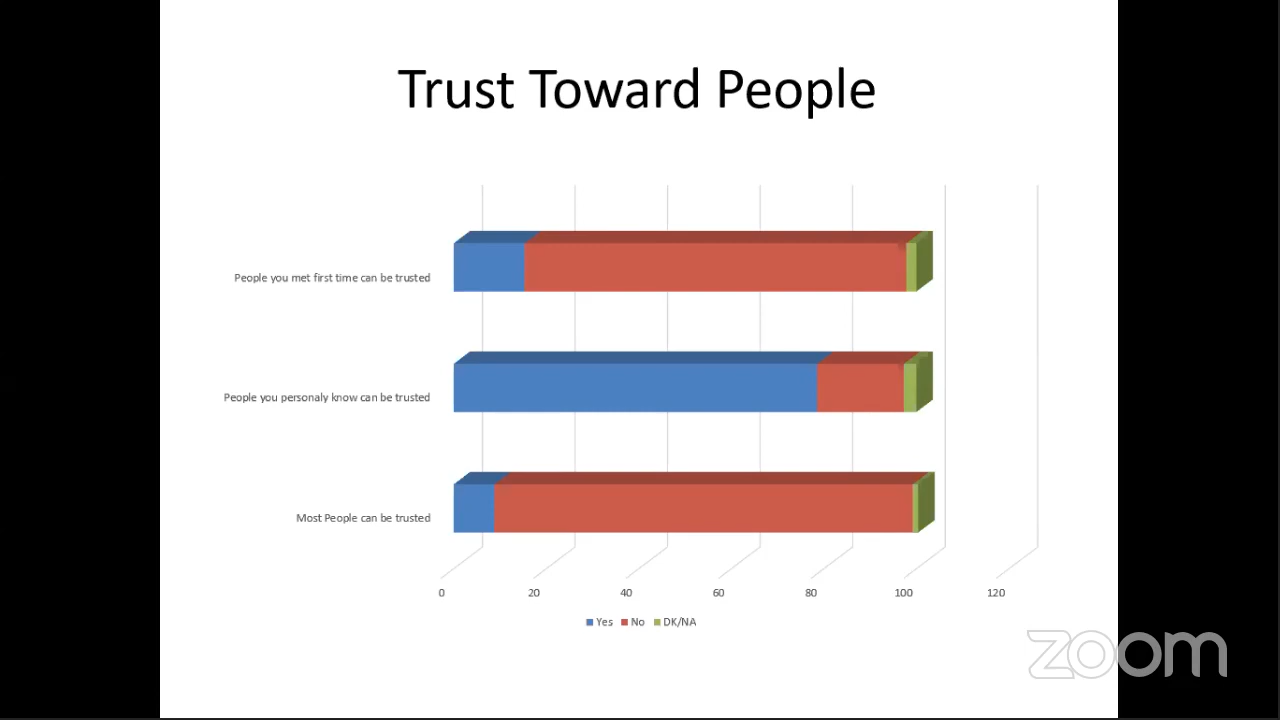 Trust Toward People
People you met first time can be trusted
People you personaly know can be trusted
Most People can be trusted
0 20 40 60 80 100 120
Yes No DK/NA
zoom